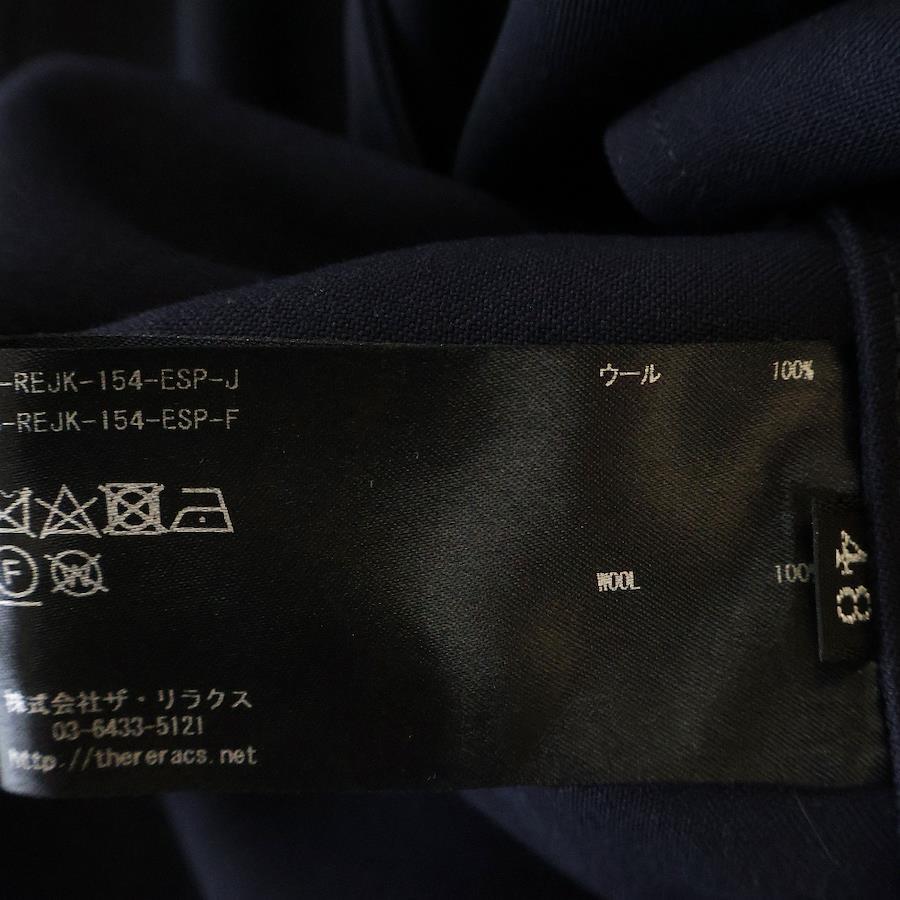 -REJK-154-ESP-J
-REJK-154-ESP-F
ウール 100%
WOOL 100%
F
W
48
株式会社ザ・リラクス
03-6433-5121
http://thereracs.net